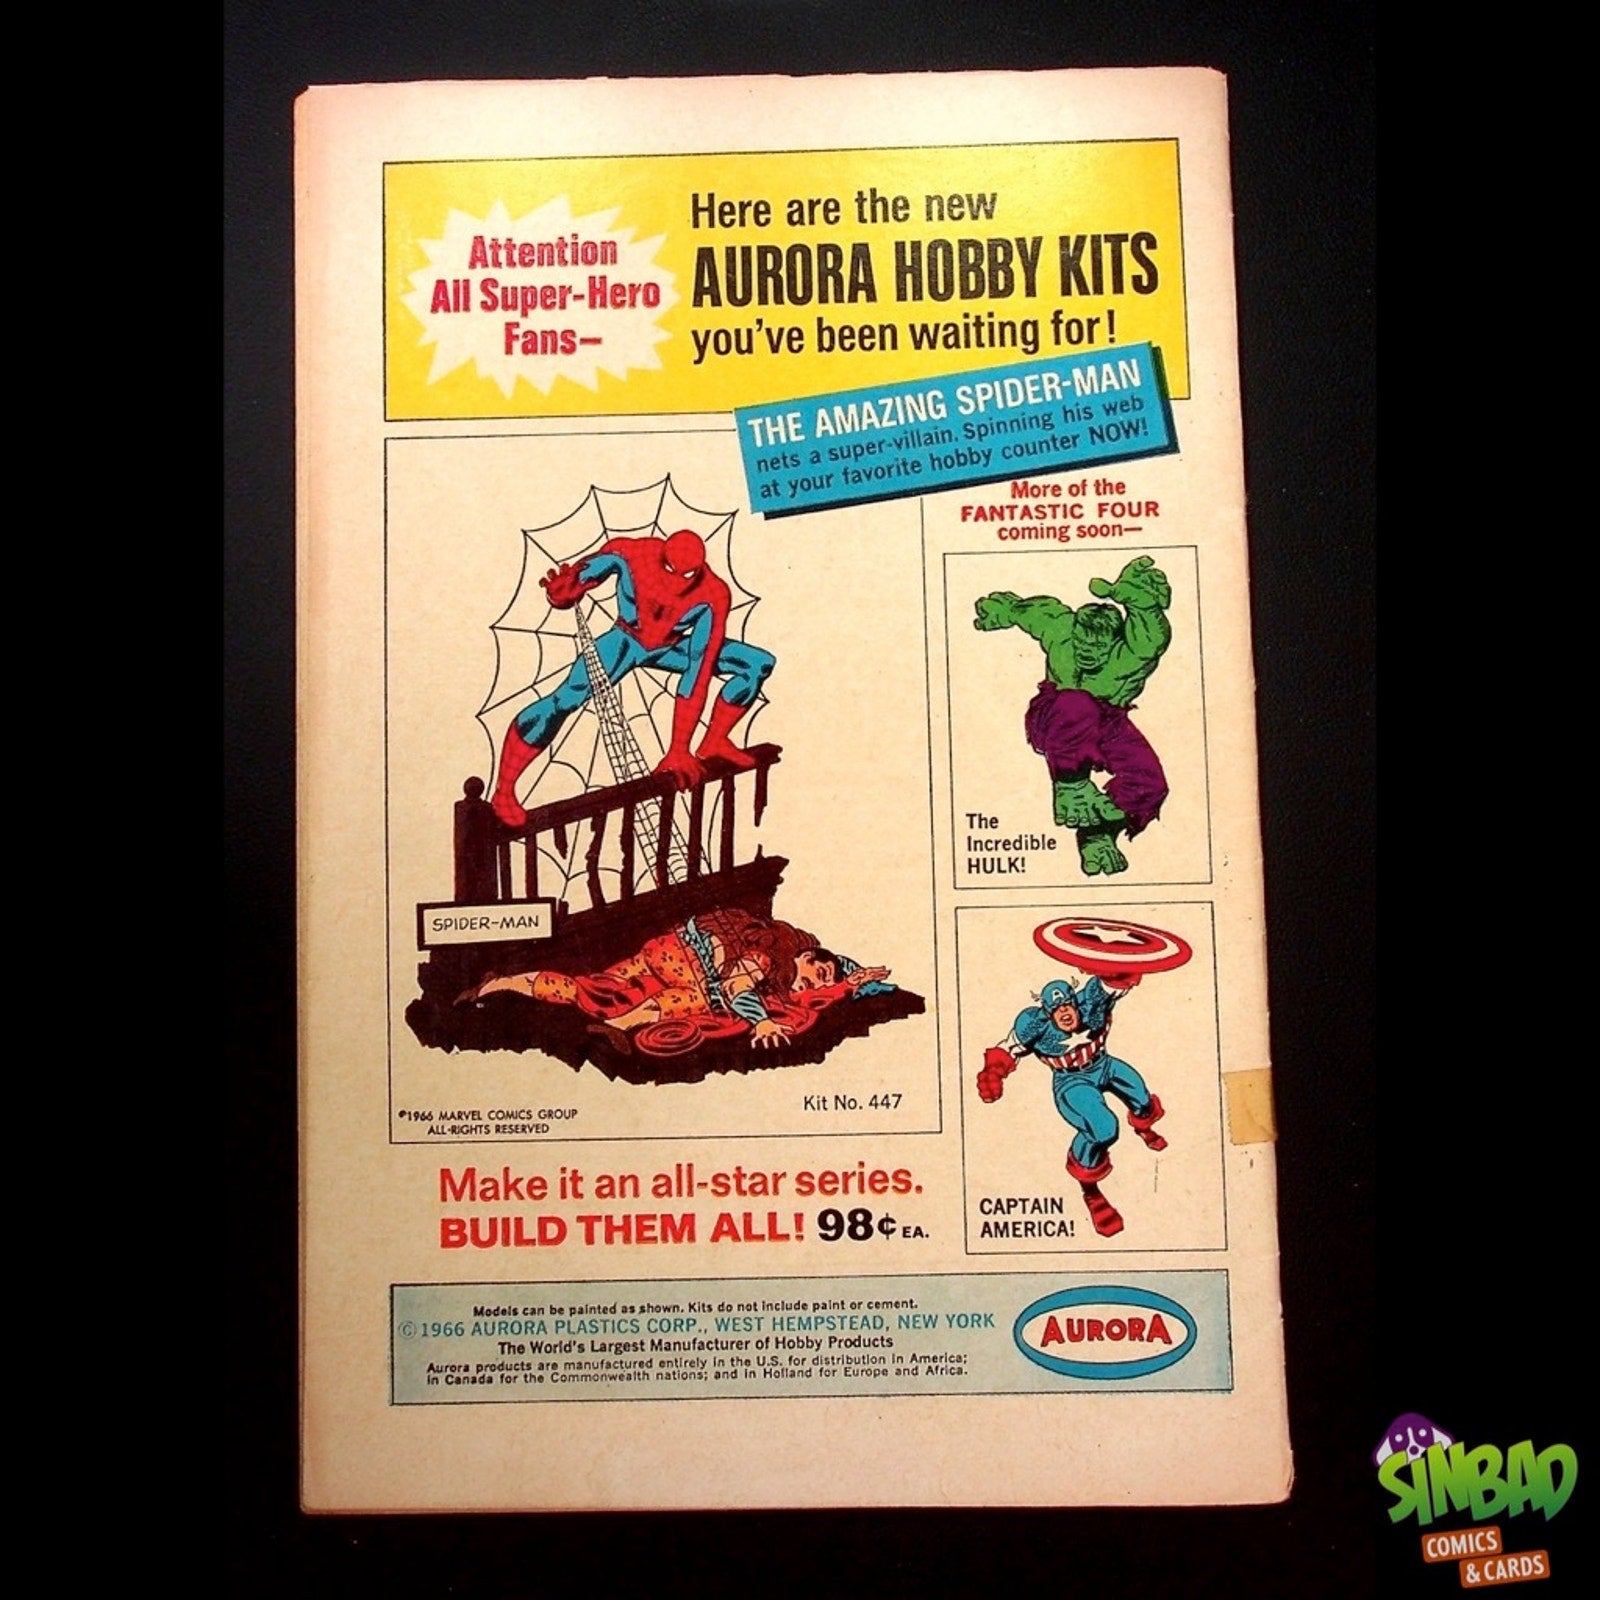 Attention
All Super-Hero
Fans—
Here are the new
AURORA HOBBY KITS
you've been waiting for!
THE AMAZING SPIDER-MAN
nets a super-villain. Spinning his web
at your favorite hobby counter NOW!
More of the
FANTASTIC FOUR
coming soon—
The
Incredible
HULK!
SPIDER-MAN
Kit No. 447
©1966 MARVEL COMICS GROUP
ALL-RIGHTS RESERVED
CAPTAIN
AMERICA!
Make it an all-star series.
BUILD THEM ALL! 98¢ EA.
Models can be painted as shown. Kits do not include paint or cement.
©1966 AURORA PLASTICS CORP., WEST HEMPSTEAD, NEW YORK
The World's Largest Manufacturer of Hobby Products
Aurora products are manufactured entirely in the U.S. for distribution in America;
in Canada for the Commonwealth nations; and in Holland for Europe and Africa.
AURORA
SINBAD
COMICS
& CARDS